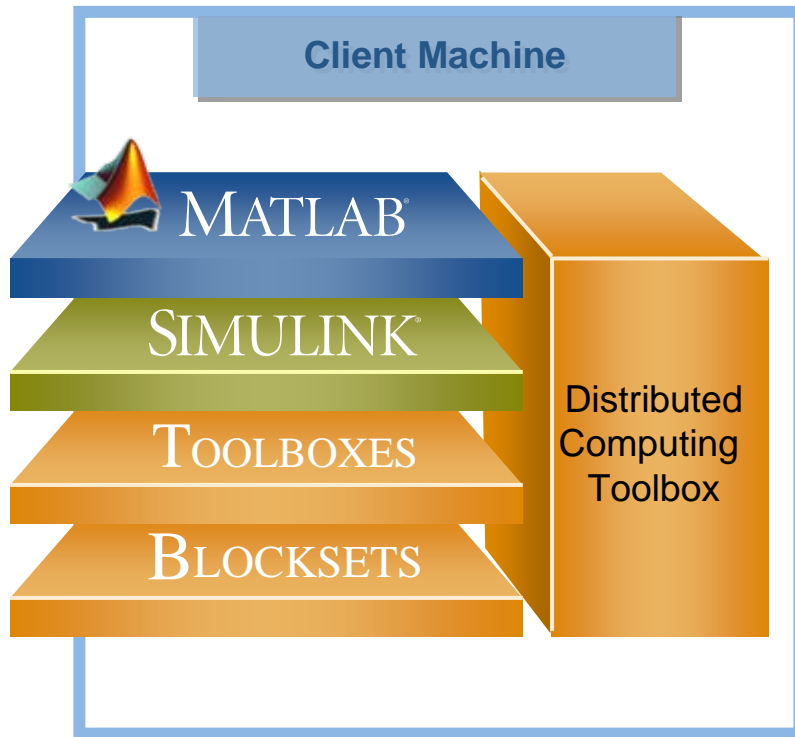 Client Machine
MATLAB®
SIMULINK®
TOOLBOXES
BLOCKSETS
Distributed
Computing
Toolbox